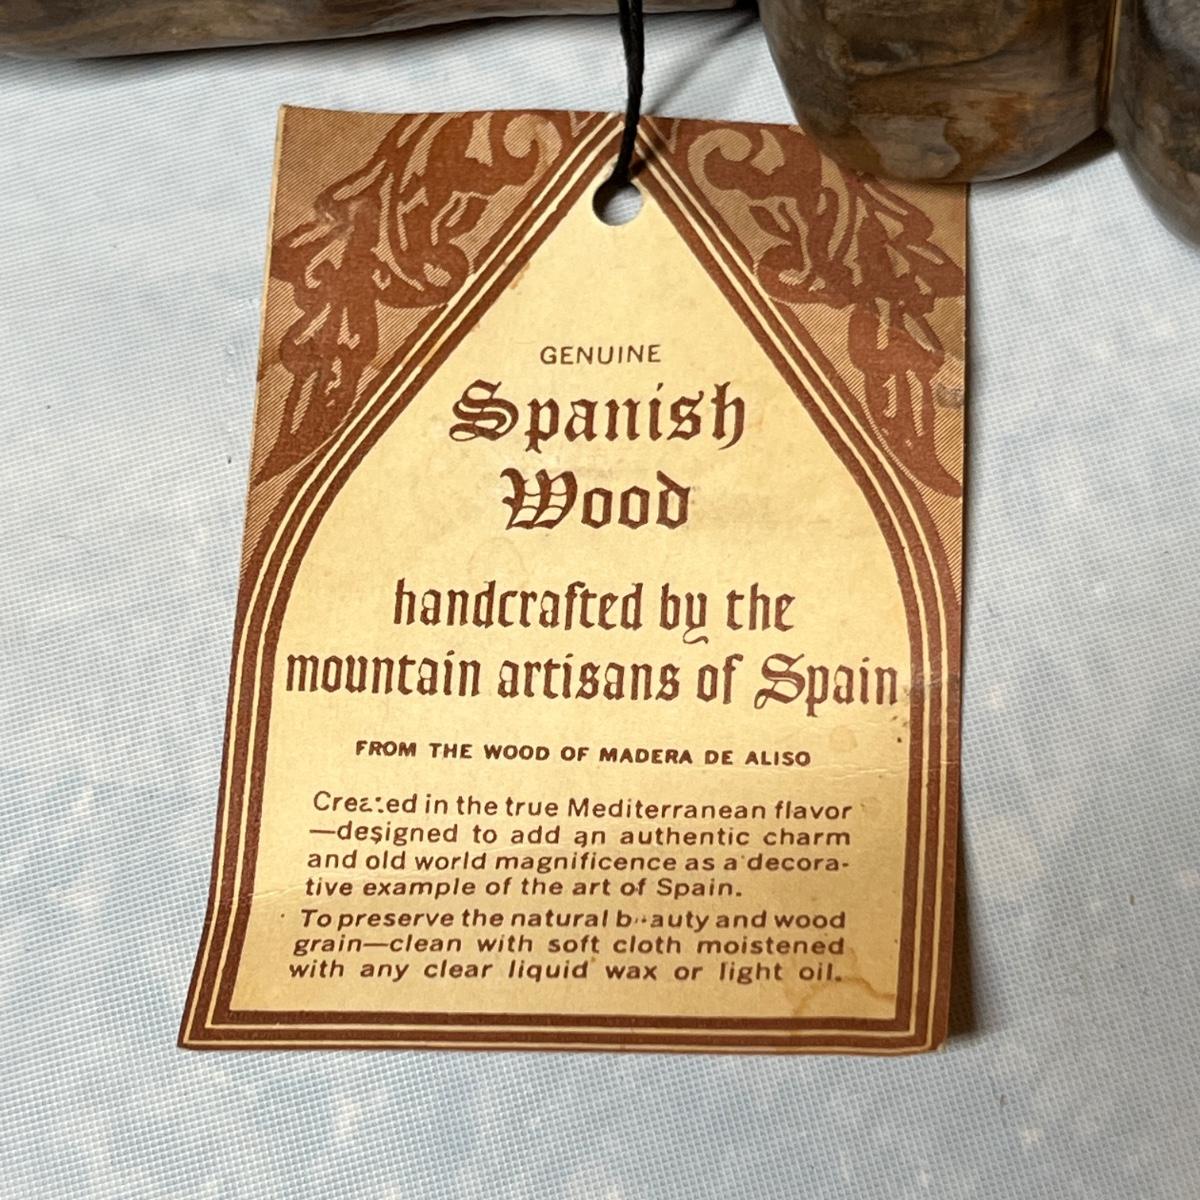 GENUINE
Spanish
Wood
handcrafted by the
mountain artisans of Spain
FROM THE WOOD OF MADERA DE ALISO
Created in the true Mediterranean flavor
—designed to add an authentic charm
and old world magnificence as a decora-
tive example of the art of Spain.
To preserve the natural beauty and wood
grain—clean with soft cloth moistened
with any clear liquid wax or light oil.